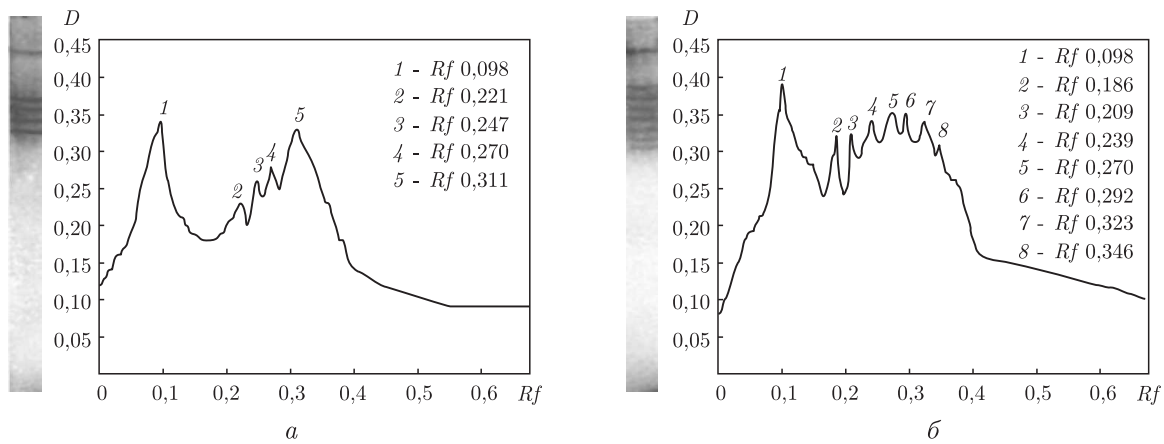 D
0,45
0,40
0,35
0,30
0,25
0,20
0,15
0,10
0,05
0 0,1 0,2 0,3 0,4 0,5 0,6 Rf
1
2
3
4
5
1 - Rf 0,098
2 - Rf 0,221
3 - Rf 0,247
4 - Rf 0,270
5 - Rf 0,311
а
D
0,45
0,40
0,35
0,30
0,25
0,20
0,15
0,10
0,05
0 0,1 0,2 0,3 0,4 0,5 0,6 Rf
1
2
3
4
5
6
7
8
1 - Rf 0,098
2 - Rf 0,186
3 - Rf 0,209
4 - Rf 0,239
5 - Rf 0,270
6 - Rf 0,292
7 - Rf 0,323
8 - Rf 0,346
б